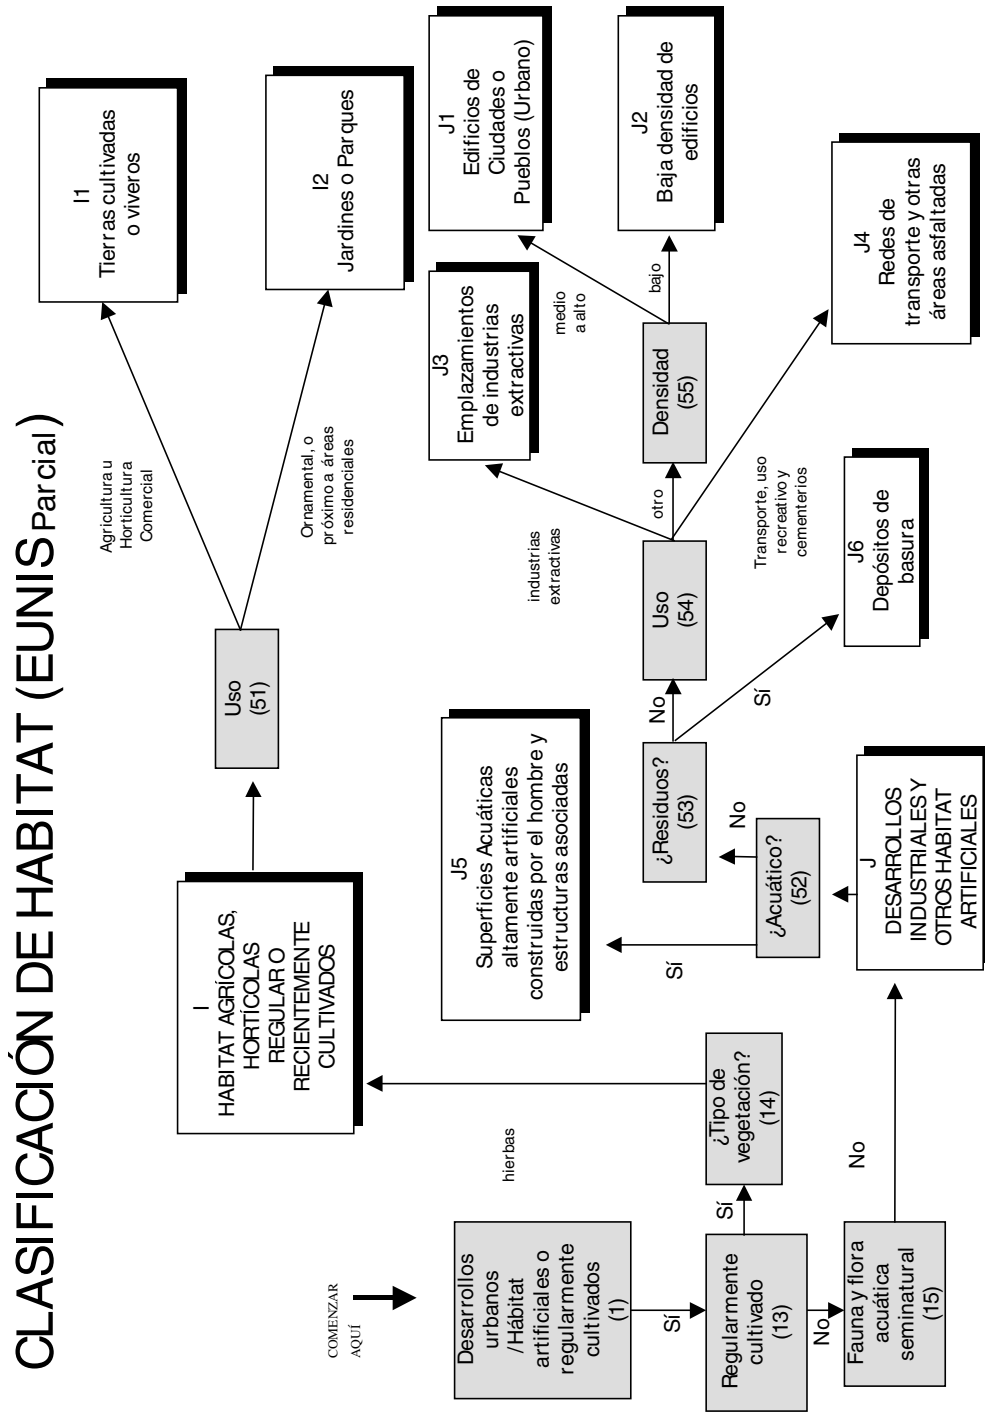 CLASIFICACIÓN DE HABITAT (EUNIS Parcial)
COMENZAR
AQUÍ
Desarrollos
urbanos
/Hábitat
artificiales o
regularmente
cultivados
(1)
Sí
Regularmente
cultivado
(13)
Sí
No
Fauna y flora
acuática
seminatural
(15)
No
¿Tipo de
vegetación?
(14)
hierbas
I
HABITAT AGRÍCOLAS,
HORTÍCOLAS
REGULAR O
RECIENTEMENTE
CULTIVADOS
Uso
(51)
Agricultura u
Horticultura
Comercial
I1
Tierras cultivadas
o viveros
Ornamental, o
próximo a áreas
residenciales
I2
Jardines o Parques
J
DESARROLLOS
INDUSTRIALES Y
OTROS HABITAT
ARTIFICIALES
¿Acuático?
(52)
Sí
J5
Superficies Acuáticas
altamente artificiales
construidas por el hombre y
estructuras asociadas
No
¿Residuos?
(53)
Sí
J6
Depósitos de
basura
No
Uso
(54)
industrias
extractivas
J3
Emplazamientos
de industrias
extractivas
otro
Transporte, uso
recreativo y
cementerios
J4
Redes de
transporte y otras
áreas asfaltadas
Densidad
(55)
medio
a alto
J1
Edificios de
Ciudades o
Pueblos (Urbano)
bajo
J2
Baja densidad de
edificios